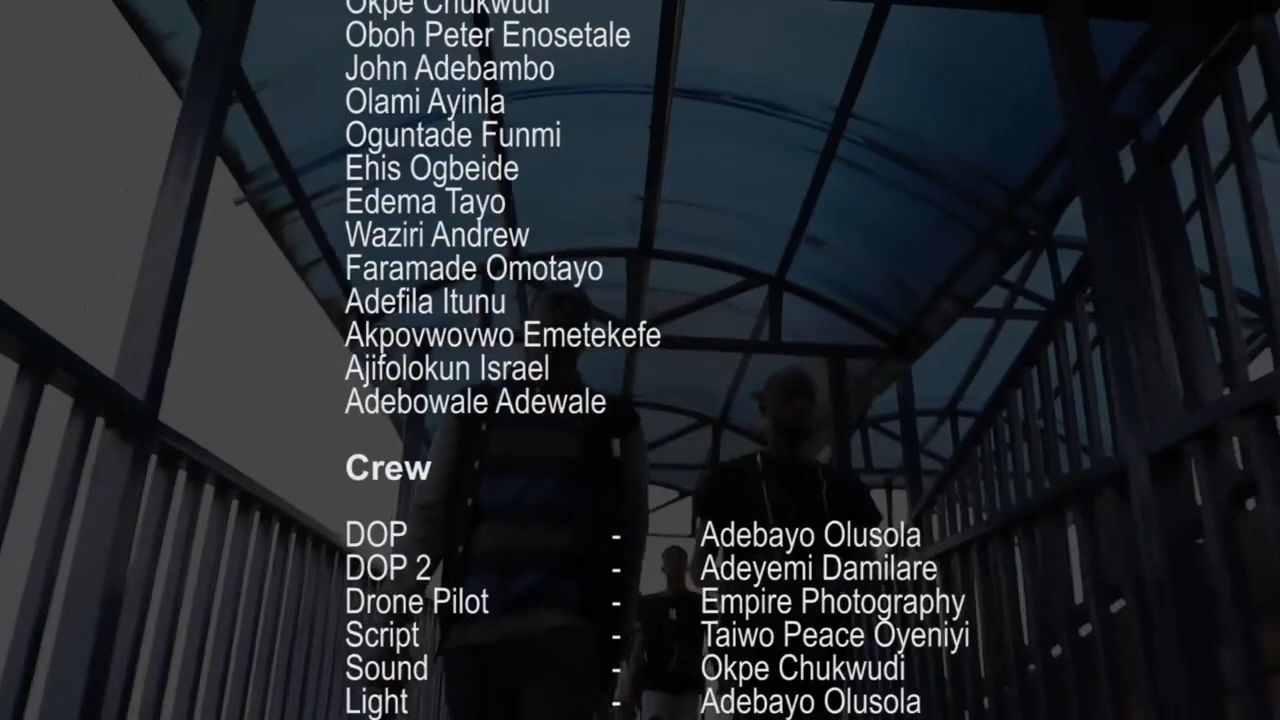 Okpe Chukwudi
Oboh Peter Enosetale
John Adebambo
Olami Ayinla
Oguntade Funmi
Ehis Ogbeide
Edema Tayo
Waziri Andrew
Faramade Omotayo
Adefila Itunu
Akpovwovwo Emetekefe
Ajifolokun Israel
Adebowale Adewale
Crew
DOP - Adebayo Olusola
DOP 2 - Adeyemi Damilare
Drone Pilot - Empire Photography
Script - Taiwo Peace Oyeniyi
Sound - Okpe Chukwudi
Light - Adebayo Olusola